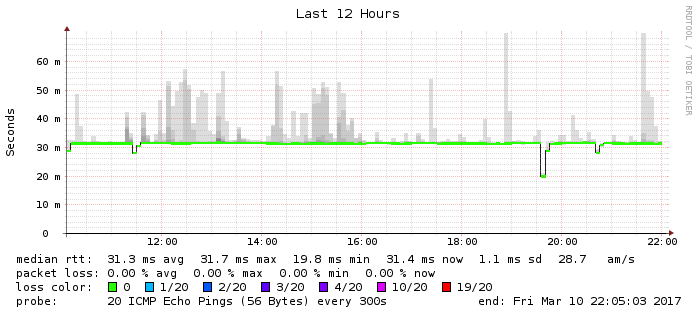 Last 12 Hours
RRDTOOL / TOBI OETIKER
Seconds
60 m
50 m
40 m
30 m
20 m
10 m
0
12:00 14:00 16:00 18:00 20:00 22:00
median rtt: 31.3 ms avg 31.7 ms max 19.8 ms min 31.4 ms now 1.1 ms sd 28.7 am/s
packet loss: 0.00 % avg 0.00 % max 0.00 % min 0.00 % now
loss color: 0 1/20 2/20 3/20 4/20 10/20 19/20
probe: 20 ICMP Echo Pings (56 Bytes) every 300s end: Fri Mar 10 22:05:03 2017